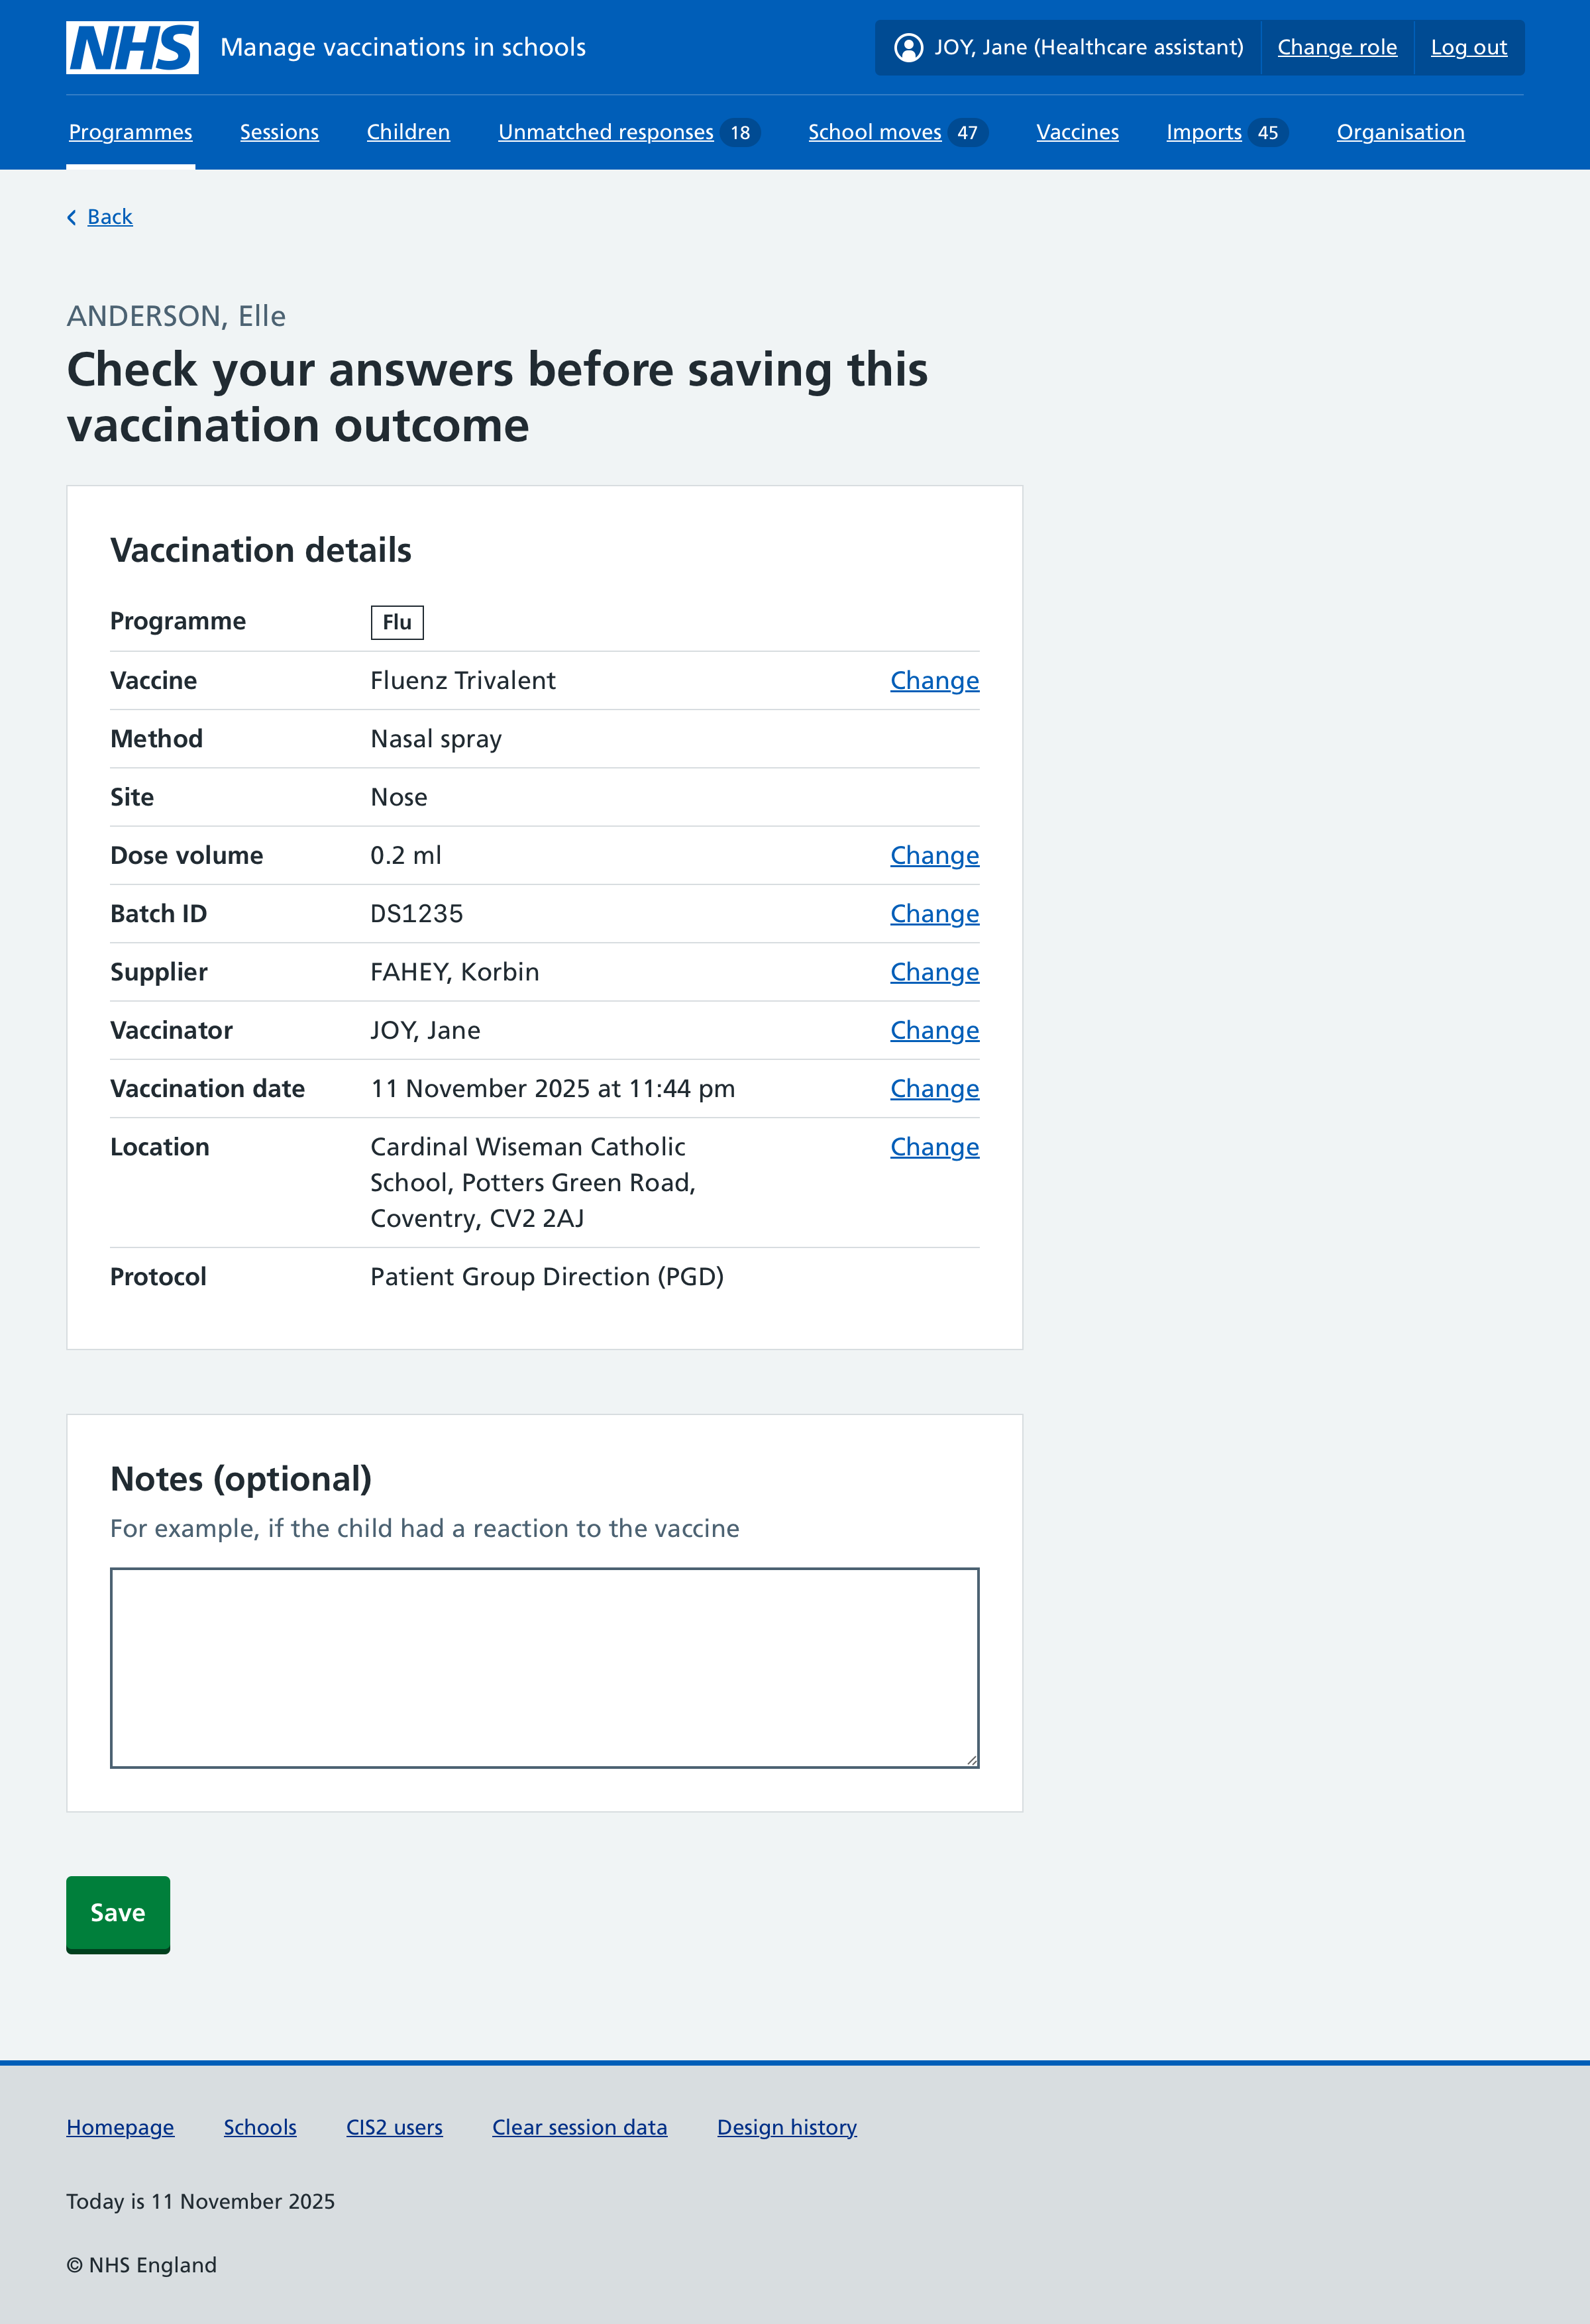 NHS Manage vaccinations in schools
JOY, Jane (Healthcare assistant) Change role Log out
Programmes Sessions Children Unmatched responses 18 School moves 47 Vaccines Imports 45 Organisation
Back
ANDERSON, Elle
Check your answers before saving this
vaccination outcome
Vaccination details
Programme Flu
Vaccine Fluenz Trivalent Change
Method Nasal spray
Site Nose
Dose volume 0.2 ml Change
Batch ID DS1235 Change
Supplier FAHEY, Korbin Change
Vaccinator JOY, Jane Change
Vaccination date 11 November 2025 at 11:44 pm Change
Location Cardinal Wiseman Catholic Change
School, Potters Green Road,
Coventry, CV2 2AJ
Protocol Patient Group Direction (PGD)
Notes (optional)
For example, if the child had a reaction to the vaccine
Save
Homepage Schools CIS2 users Clear session data Design history
Today is 11 November 2025
© NHS England